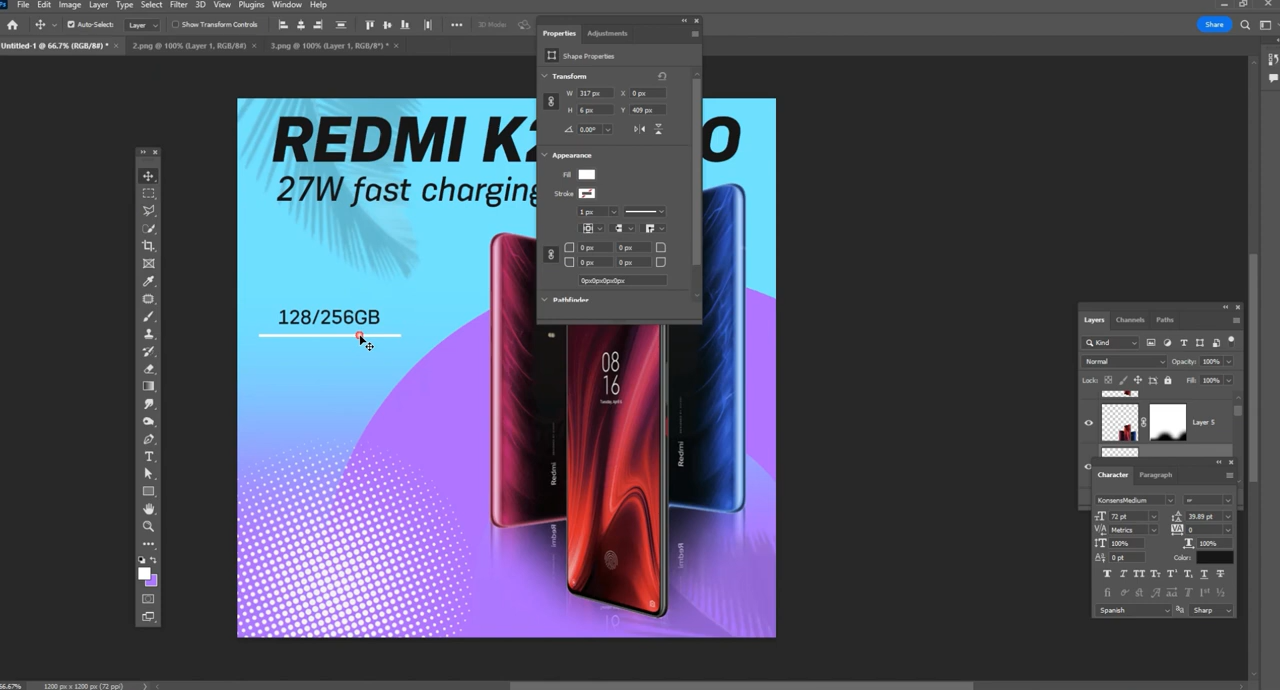 File Edit Image Layer Type Select Filter 3D View Plugins Window Help
Auto-Select: Layer Show Transform Controls 3D Mode: Share
Untitled-1 @ 66.7% (RGB/8#) * 2.png @ 100% (Layer 1, RGB/8#) 3.png @ 100% (Layer 1, RGB/8*) *
Properties Adjustments
Shape Properties
Transform
W 317 px X 0 px
H 6 px Y 409 px
0.00°
Appearance
Fill
Stroke
1 px
0 px 0 px
0 px 0 px
0px0px0px0px
Pathfinder
REDMI K2 O
27W fast charging
128/256GB
08
16
Redmi
Redmi
Redmi
Redmi
Layers Channels Paths
Kind
Normal Opacity: 100%
Lock: Fill: 100%
Layer 5
Character Paragraph
KonsensMedium
72 pt 39.89 pt
Metrics 0
100% 100%
0 pt Color:
Spanish Sharp
66.67% 1200 px x 1200 px (72 ppi)